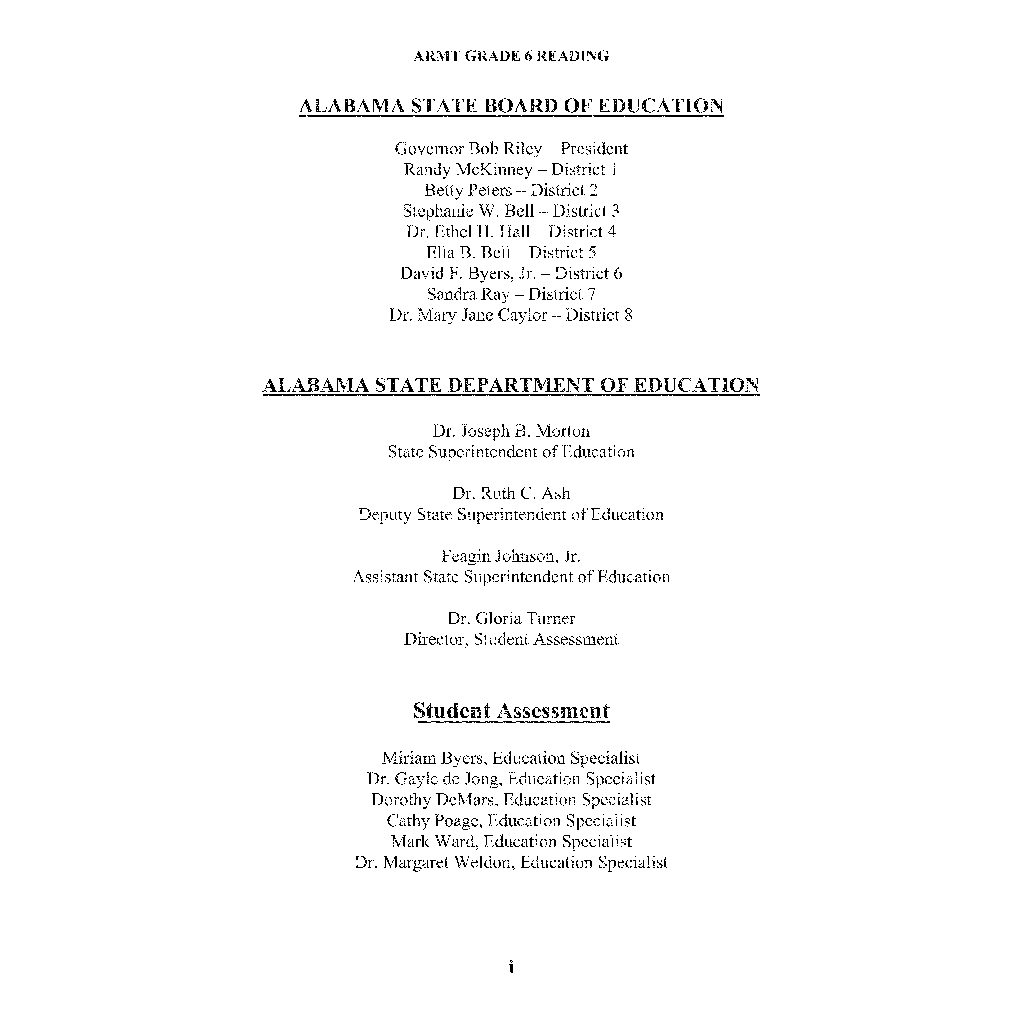 ARMT GRADE 6 READING
ALABAMA STATE BOARD OF EDUCATION
Governor Bob Riley – President
Randy McKinney – District 1
Betty Peters – District 2
Stephanie W. Bell – District 3
Dr. Ethel H. Hall – District 4
Ella B. Bell – District 5
David F. Byers, Jr. – District 6
Sandra Ray – District 7
Dr. Mary Jane Caylor – District 8
ALABAMA STATE DEPARTMENT OF EDUCATION
Dr. Joseph B. Morton
State Superintendent of Education
Dr. Ruth C. Ash
Deputy State Superintendent of Education
Feagin Johnson, Jr.
Assistant State Superintendent of Education
Dr. Gloria Turner
Director, Student Assessment
Student Assessment
Miriam Byers, Education Specialist
Dr. Gayle de Jong, Education Specialist
Dorothy DeMars, Education Specialist
Cathy Poage, Education Specialist
Mark Ward, Education Specialist
Dr. Margaret Weldon, Education Specialist
i